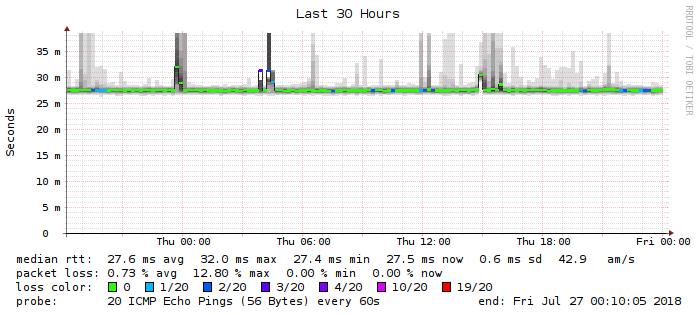 Last 30 Hours
RRDTOOL / TOBI OETIKER
Seconds
35 m
30 m
25 m
20 m
15 m
10 m
5 m
0
Thu 00:00 Thu 06:00 Thu 12:00 Thu 18:00 Fri 00:00
median rtt: 27.6 ms avg 32.0 ms max 27.4 ms min 27.5 ms now 0.6 ms sd 42.9 am/s
packet loss: 0.73 % avg 12.80 % max 0.00 % min 0.00 % now
loss color: 0 1/20 2/20 3/20 4/20 10/20 19/20
probe: 20 ICMP Echo Pings (56 Bytes) every 60s end: Fri Jul 27 00:10:05 2018